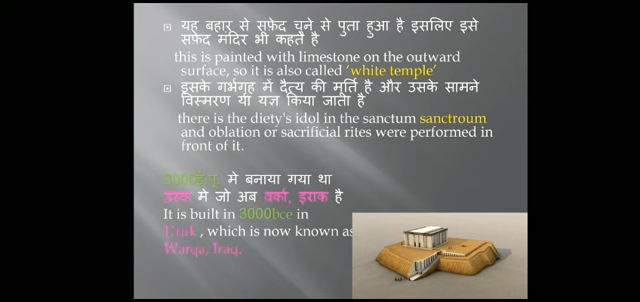 यह बहार से सफ़ेद चूने से पुता हुआ है इसलिए इसे
सफ़ेद मंदिर भी कहते है
this is painted with limestone on the outward
surface, so it is also called ‘white temple’
इसके गर्भगृह में दैत्य की मूर्ति है और उसके सामने
विस्मरण या यज्ञ किया जाता है
there is the diety's idol in the sanctum sanctroum
and oblation or sacrificial rites were performed in
front of it.
3000ई.पू. मे बनाया गया था
उरुक मे जो अब वर्का, इराक है
It is built in 3000bce in
Uruk , which is now known as
Warqa, Iraq.